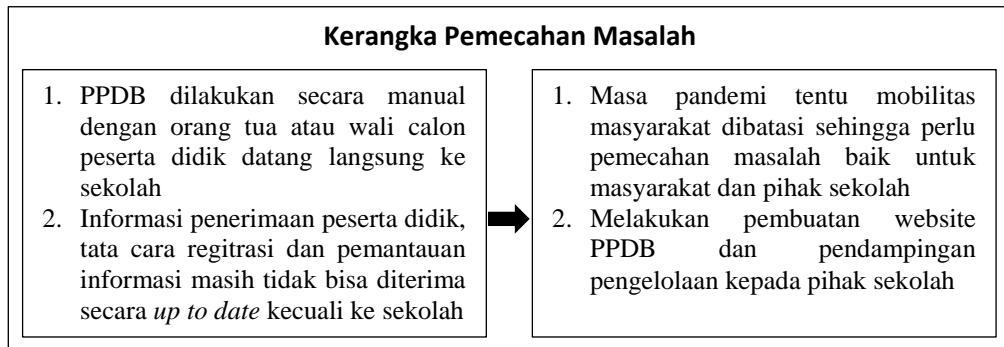 Kerangka Pemecahan Masalah
1. PPDB dilakukan secara manual
dengan orang tua atau wali calon
peserta didik datang langsung ke
sekolah
2. Informasi penerimaan peserta didik,
tata cara regitrasi dan pemantauan
informasi masih tidak bisa diterima
secara up to date kecuali ke sekolah
1. Masa pandemi tentu mobilitas
masyarakat dibatasi sehingga perlu
pemecahan masalah baik untuk
masyarakat dan pihak sekolah
2. Melakukan pembuatan website
PPDB dan pendampingan
pengelolaan kepada pihak sekolah